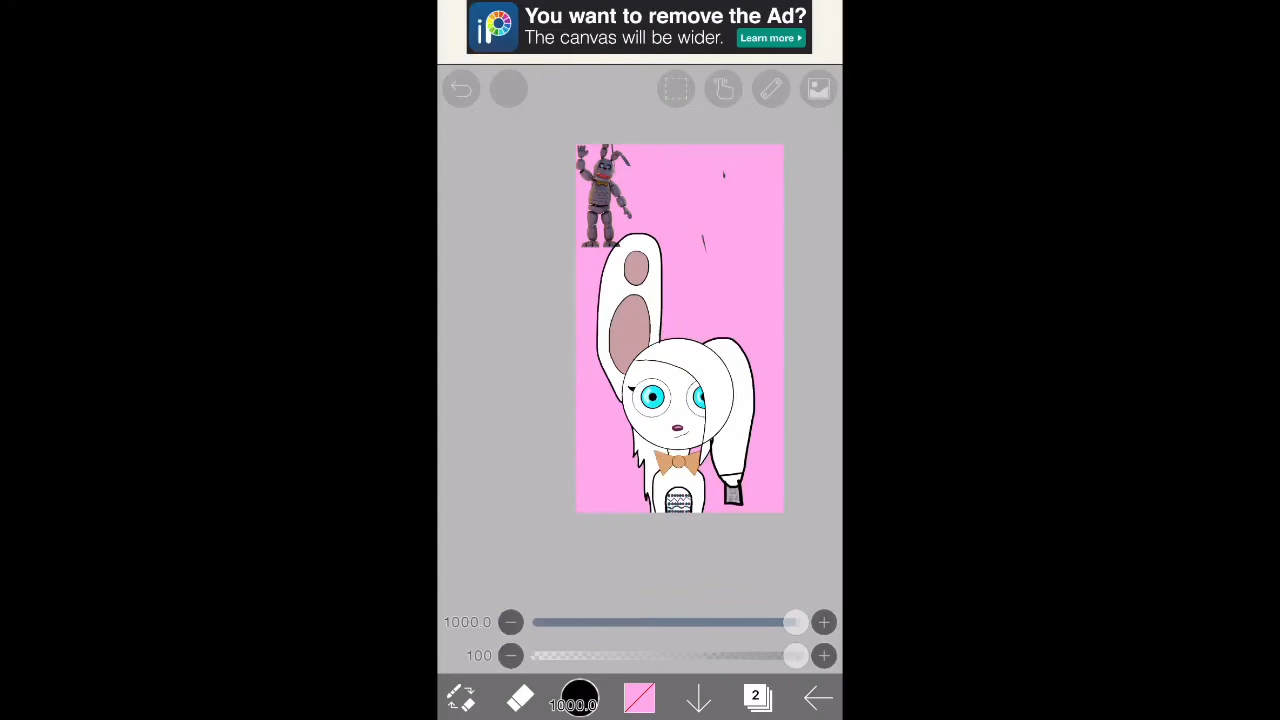 iP
You want to remove the Ad?
The canvas will be wider.
Learn more
1000.0
100
1000.0
2